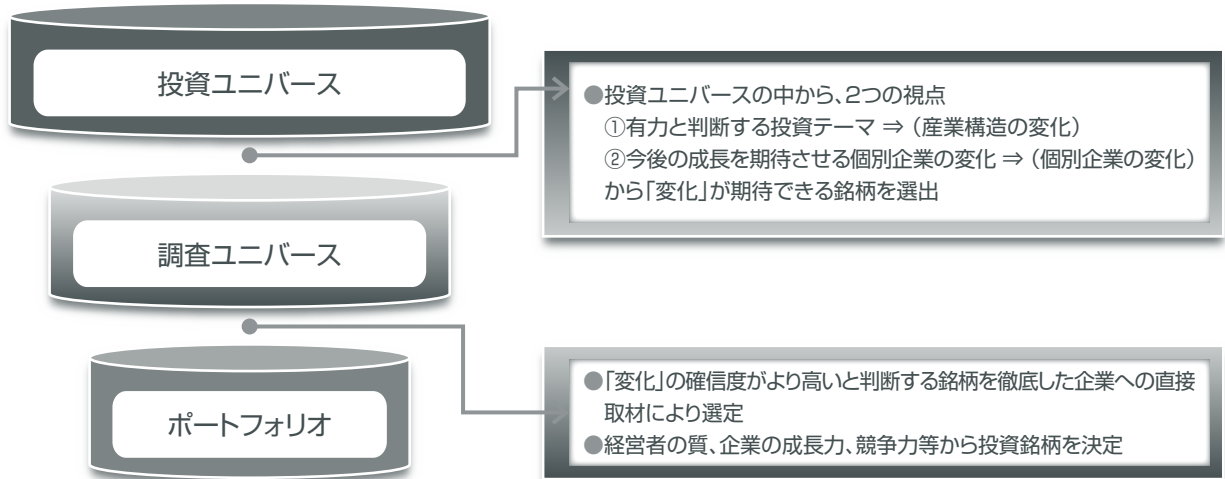 投資ユニバース
●投資ユニバースの中から、2つの視点
①有力と判断する投資テーマ ⇒ （産業構造の変化）
②今後の成長を期待させる個別企業の変化 ⇒ （個別企業の変化）
から「変化」が期待できる銘柄を選出
調査ユニバース
●「変化」の確信度がより高いと判断する銘柄を徹底した企業への直接
取材により選定
●経営者の質、企業の成長力、競争力等から投資銘柄を決定
ポートフォリオ